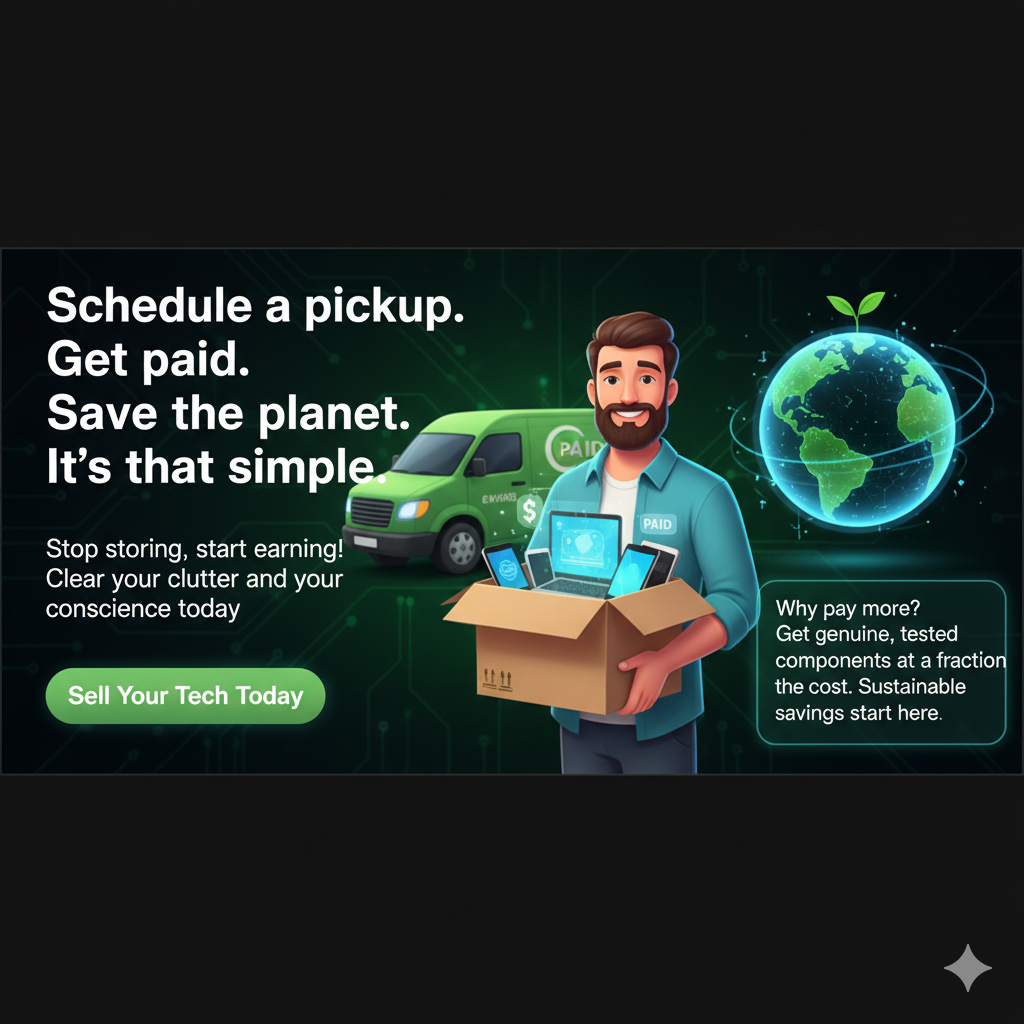 Schedule a pickup.
Get paid.
Save the planet.
It's that simple.
Stop storing, start earning!
Clear your clutter and your
conscience today
Sell Your Tech Today
PAID
$
PAID
Why pay more?
Get genuine, tested
components at a fraction
the cost. Sustainable
savings start here.